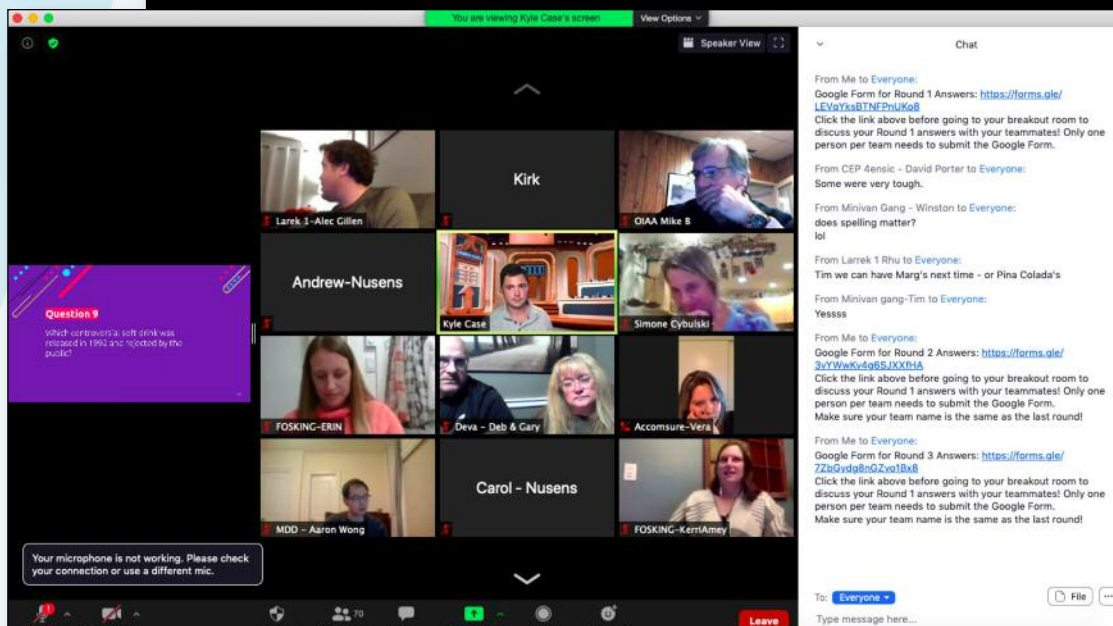 You are viewing Kyle Case's screen
View Options
Speaker View
Question 9
Which controversial soft drink was
released in 1992 and rejected by the
public?
Larek 1-Alec Gillen
Kirk
OIAA Mike B
Andrew-Nusens
Kyle Case
Simone Cybulski
FOSKING-ERIN
Deva - Deb & Gary
Accomsure-Vera
MDD - Aaron Wong
Carol - Nusens
FOSKING-KerriAmey
Your microphone is not working. Please check
your connection or use a different mic.
70
Leave
Chat
From Me to Everyone:
Google Form for Round 1 Answers: https://forms.gle/
LEVqYksBTNFPnUKo8
Click the link above before going to your breakout room to
discuss your Round 1 answers with your teammates! Only one
person per team needs to submit the Google Form.
From CEP 4ensic - David Porter to Everyone:
Some were very tough.
From Minivan Gang - Winston to Everyone:
does spelling matter?
lol
From Larrek 1 Rhu to Everyone:
Tim we can have Marg's next time - or Pina Colada's
From Minivan gang-Tim to Everyone:
Yessss
From Me to Everyone:
Google Form for Round 2 Answers: https://forms.gle/
3vYWwKv4g6SJXXfHA
Click the link above before going to your breakout room to
discuss your Round 1 answers with your teammates! Only one
person per team needs to submit the Google Form.
Make sure your team name is the same as the last round!
From Me to Everyone:
Google Form for Round 3 Answers: https://forms.gle/
7ZbGydg8nGZvo1Bx8
Click the link above before going to your breakout room to
discuss your Round 1 answers with your teammates! Only one
person per team needs to submit the Google Form.
Make sure your team name is the same as the last round!
To: Everyone
File
Type message here...